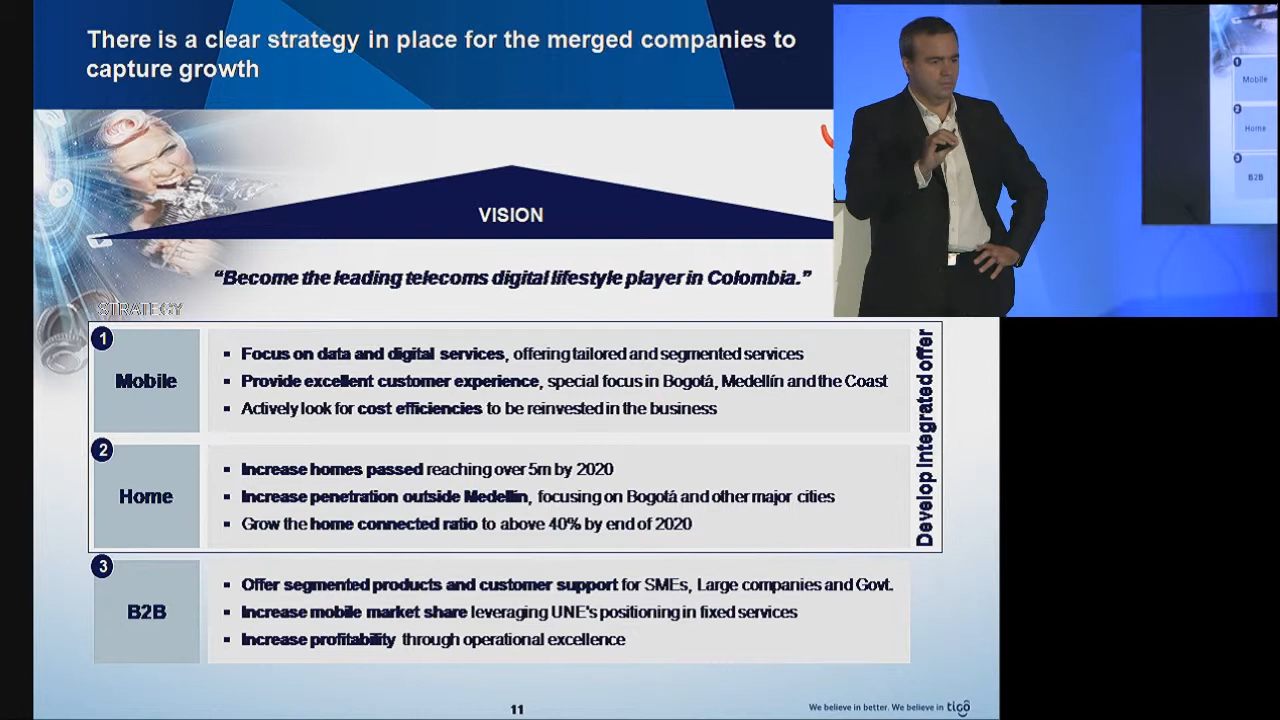 There is a clear strategy in place for the merged companies to
capture growth
VISION
“Become the leading telecoms digital lifestyle player in Colombia.”
STRATEGY
1
Mobile
▪ Focus on data and digital services, offering tailored and segmented services
▪ Provide excellent customer experience, special focus in Bogotá, Medellín and the Coast
▪ Actively look for cost efficiencies to be reinvested in the business
2
Home
▪ Increase homes passed reaching over 5m by 2020
▪ Increase penetration outside Medellín, focusing on Bogotá and other major cities
▪ Grow the home connected ratio to above 40% by end of 2020
Develop Integrated offer
3
B2B
▪ Offer segmented products and customer support for SMEs, Large companies and Govt.
▪ Increase mobile market share leveraging UNE's positioning in fixed services
▪ Increase profitability through operational excellence
11
We believe in better. We believe in tigo
1
Mobile
2
Home
3
B2B